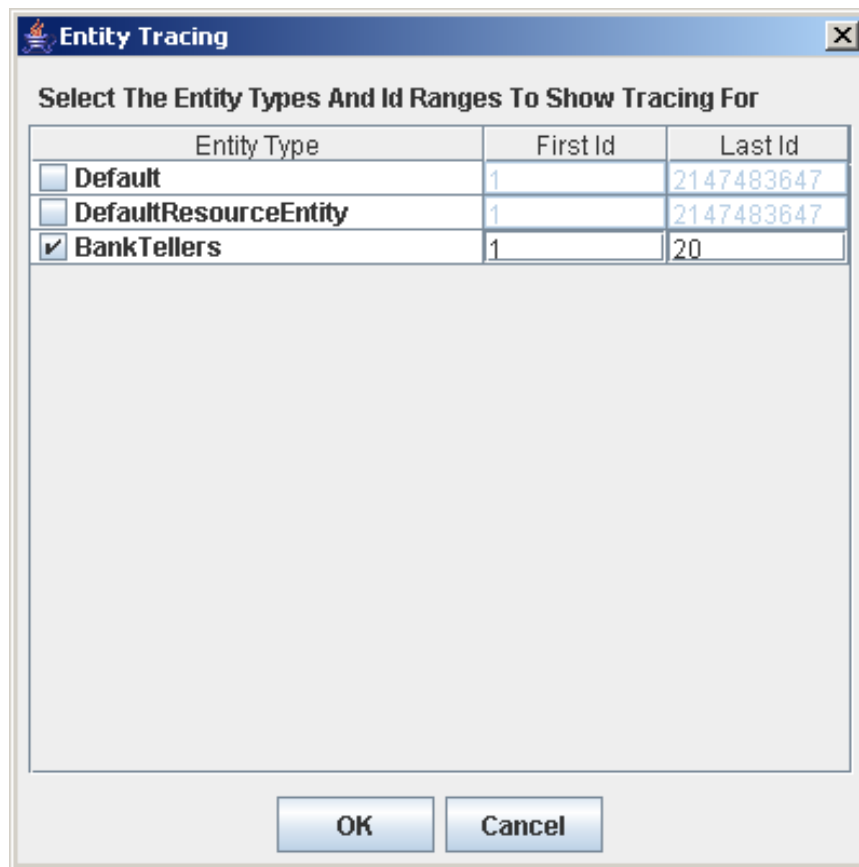 Entity Tracing
Select The Entity Types And Id Ranges To Show Tracing For
Entity Type First Id Last Id
Default 1 2147483647
DefaultResourceEntity 1 2147483647
BankTellers 1 20
OK Cancel